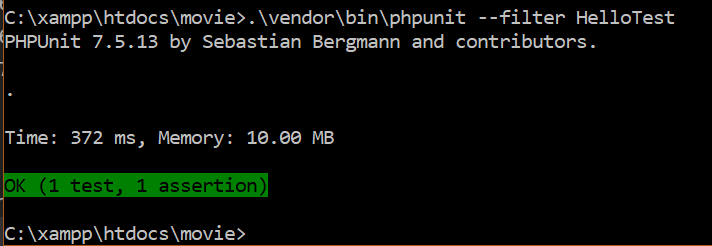 C:\xampp\htdocs\movie>.\vendor\bin\phpunit --filter HelloTest
PHPUnit 7.5.13 by Sebastian Bergmann and contributors.
.
Time: 372 ms, Memory: 10.00 MB
OK (1 test, 1 assertion)
C:\xampp\htdocs\movie>